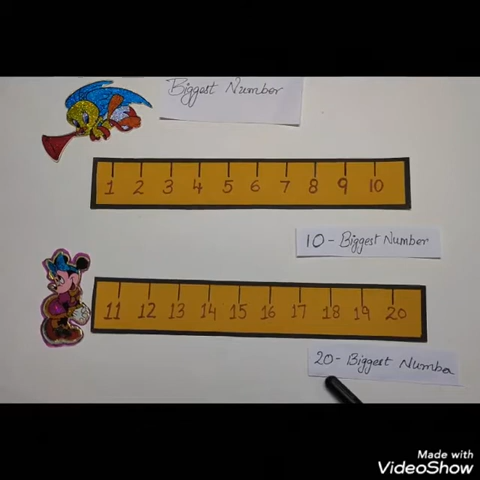 Biggest Number
1 2 3 4 5 6 7 8 9 10
10 - Biggest Number
11 12 13 14 15 16 17 18 19 20
20 - Biggest Number
Made with
VideoShow